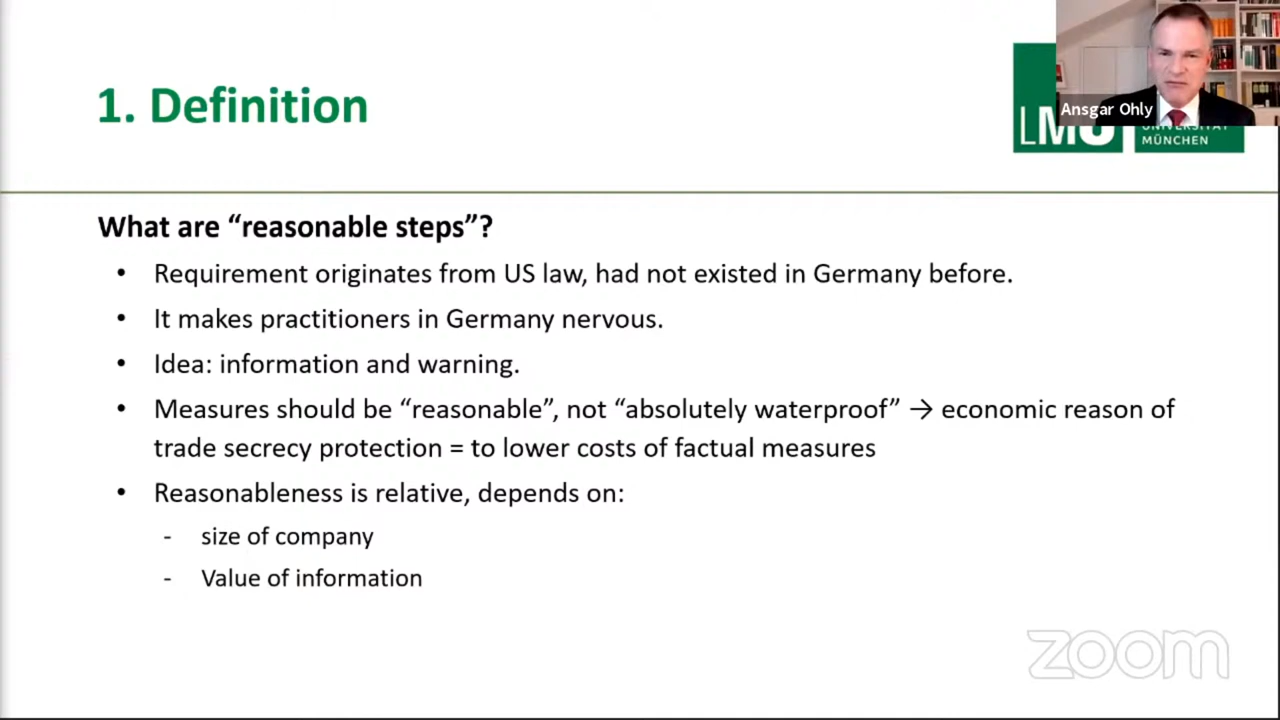 1. Definition
Ansgar Ohly
LMU
UNIVERSITÄT
MÜNCHEN
What are “reasonable steps”?
• Requirement originates from US law, had not existed in Germany before.
• It makes practitioners in Germany nervous.
• Idea: information and warning.
• Measures should be “reasonable”, not “absolutely waterproof” → economic reason of
trade secrecy protection = to lower costs of factual measures
• Reasonableness is relative, depends on:
- size of company
- Value of information
zoom